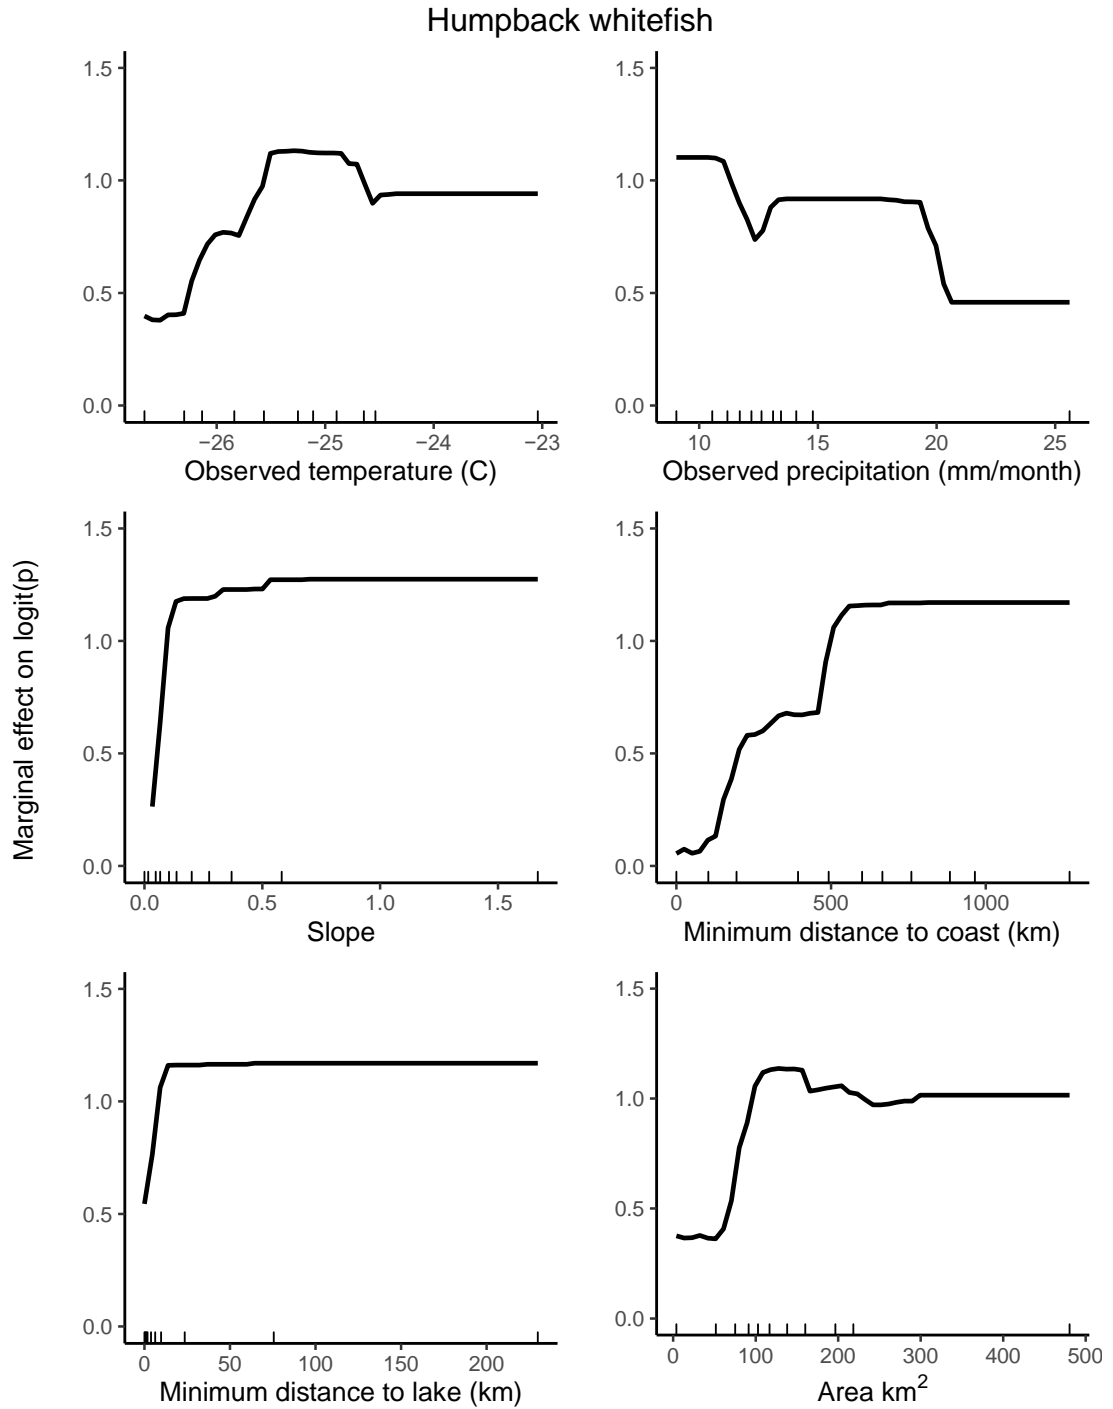 Humpback whitefish
1.5
1.0
0.5
0.0
−26 −25 −24 −23
Observed temperature (C)
1.5
1.0
0.5
0.0
10 15 20 25
Observed precipitation (mm/month)
Marginal effect on logit(p)
1.5
1.0
0.5
0.0
0.0 0.5 1.0 1.5
Slope
1.5
1.0
0.5
0.0
0 500 1000
Minimum distance to coast (km)
1.5
1.0
0.5
0.0
0 50 100 150 200
Minimum distance to lake (km)
1.5
1.0
0.5
0.0
0 100 200 300 400 500
Area km²